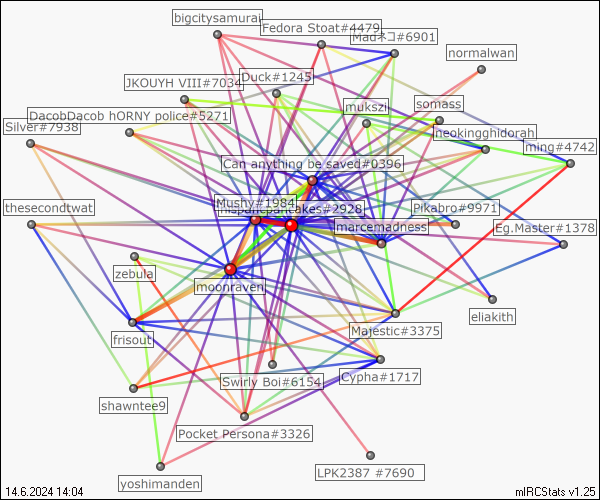 bigcitysamurai
Fedora Stoat#4479
Madネコ#6901
normalwan
JKOUYH VIII#7034
Duck#1245
mukszi
somass
DacobDacob hORNY police#5271
Silver#7938
neokingghidorah
ming#4742
Can anything be saved#0396
thesecondtwat
Mushy#1984
hispanicpancakes#2928
Pikabro#9971
marcemadness
Eg.Master#1378
zebula
moonraven
eliakith
frisout
Majestic#3375
Swirly Boi#6154
Cypha#1717
shawntee9
Pocket Persona#3326
LPK2387 #7690
yoshimanden
14.6.2024 14:04
mIRCStats v1.25